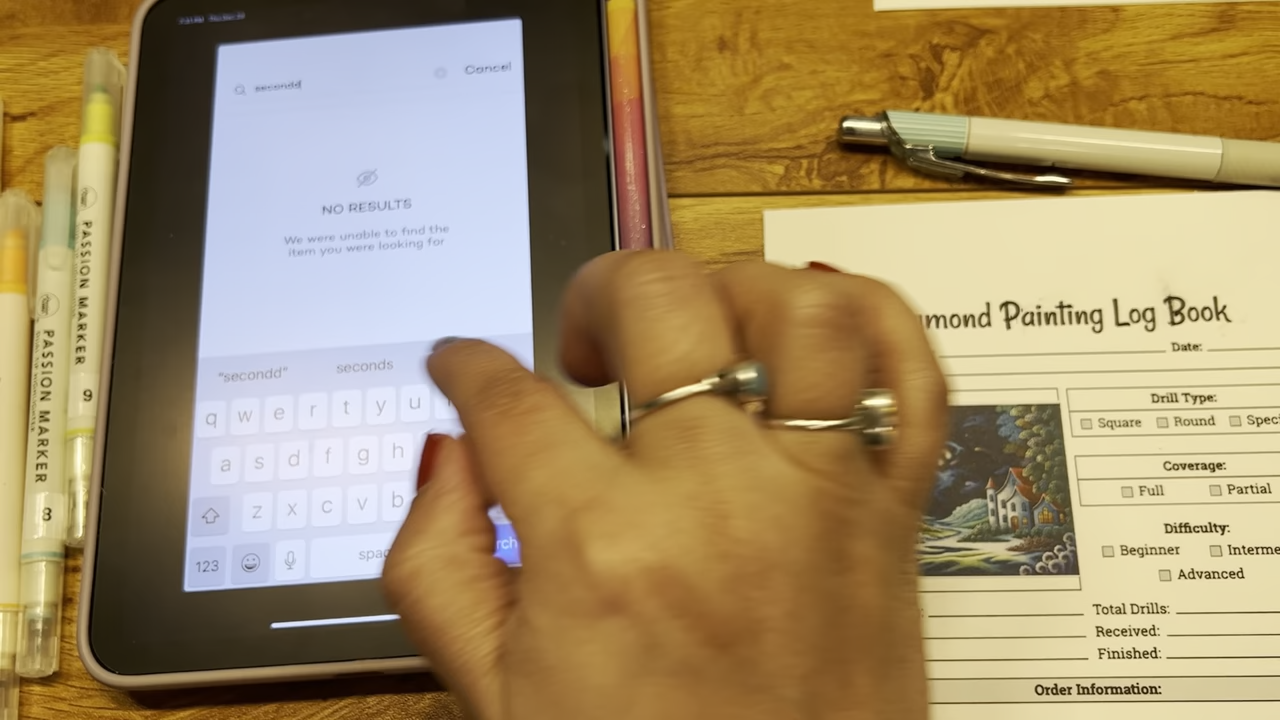 secondd
Cancel
NO RESULTS
We were unable to find the
item you were looking for
"secondd" seconds
q w e r t y u
a s d f g h
z x c v b
123
PASSION MARKER 9
PASSION MARKER 8
Painting Log Book
Date:
Drill Type:
Square Round
Coverage:
Full Partial
Difficulty:
Beginner
Advanced
Total Drills:
Received:
Finished:
Order Information: